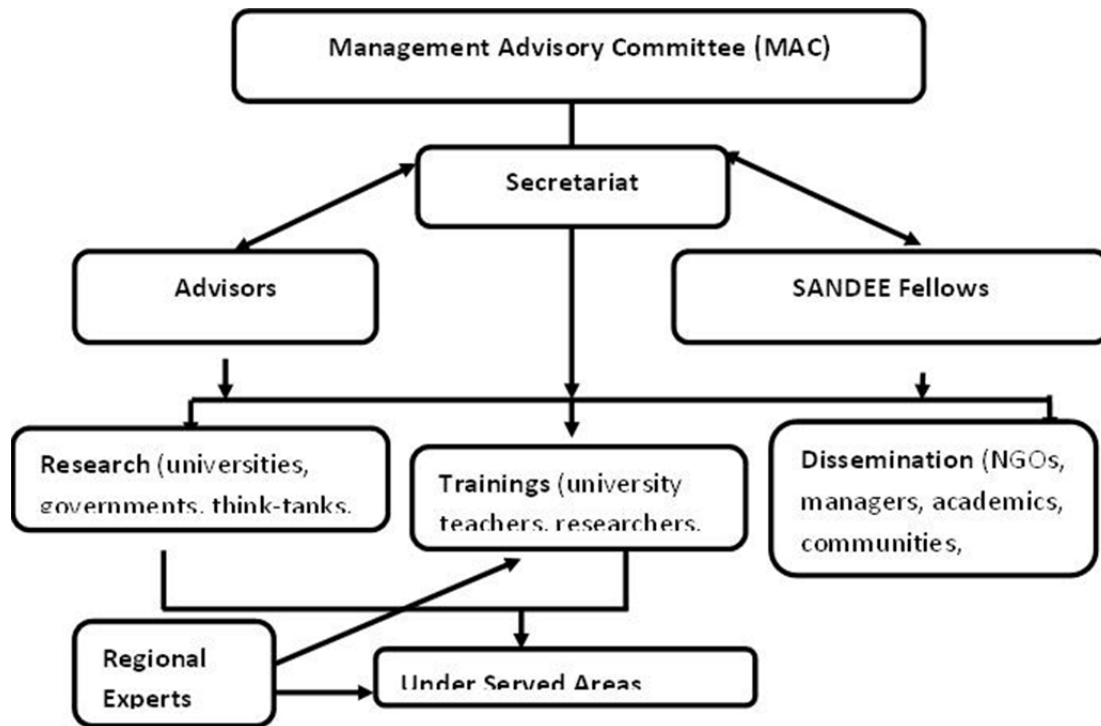 Management Advisory Committee (MAC)
Secretariat
Advisors
SANDEE Fellows
Research (universities,
governments, think-tanks,
Trainings (university
teachers, researchers,
Dissemination (NGOs,
managers, academics,
communities,
Regional
Experts
Under Served Areas